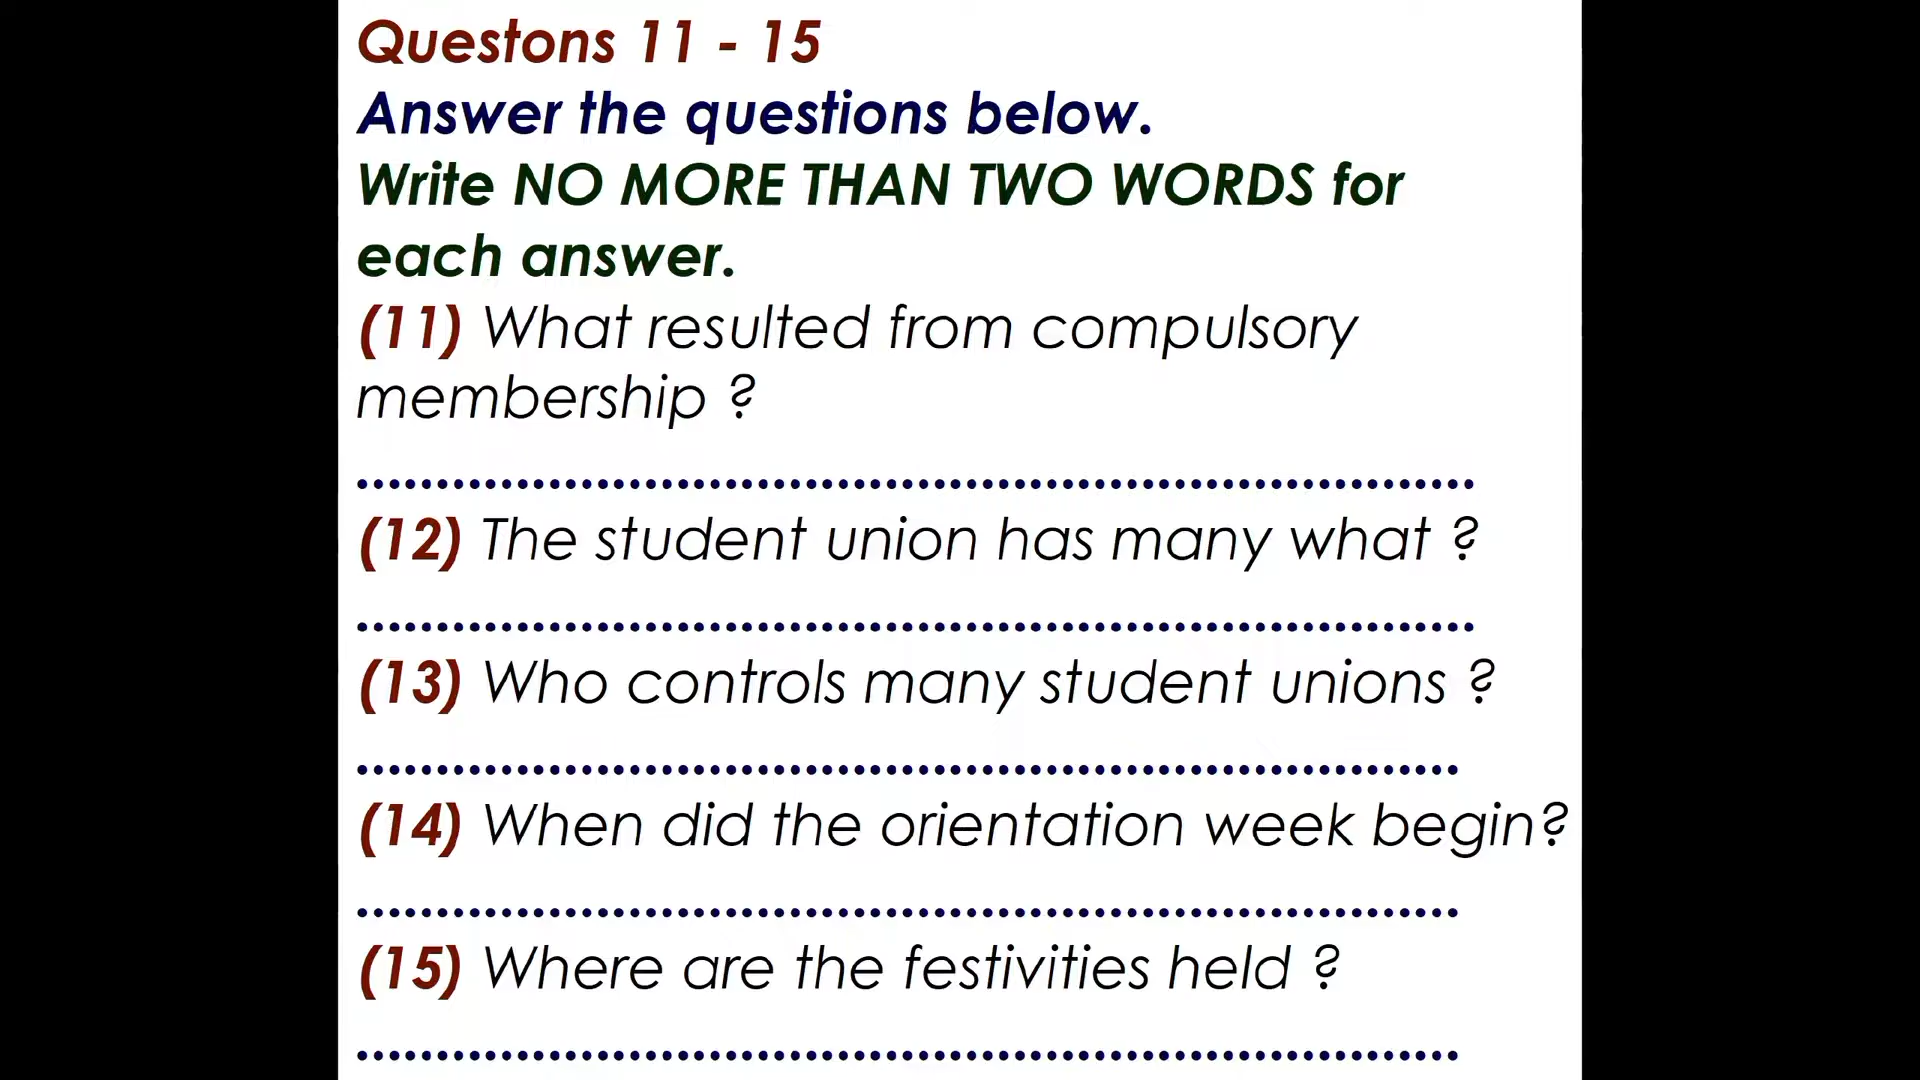 Questons 11 - 15
Answer the questions below.
Write NO MORE THAN TWO WORDS for
each answer.
(11) What resulted from compulsory
membership ?
......................................................................
(12) The student union has many what ?
......................................................................
(13) Who controls many student unions ?
.....................................................................
(14) When did the orientation week begin?
.....................................................................
(15) Where are the festivities held ?
.....................................................................